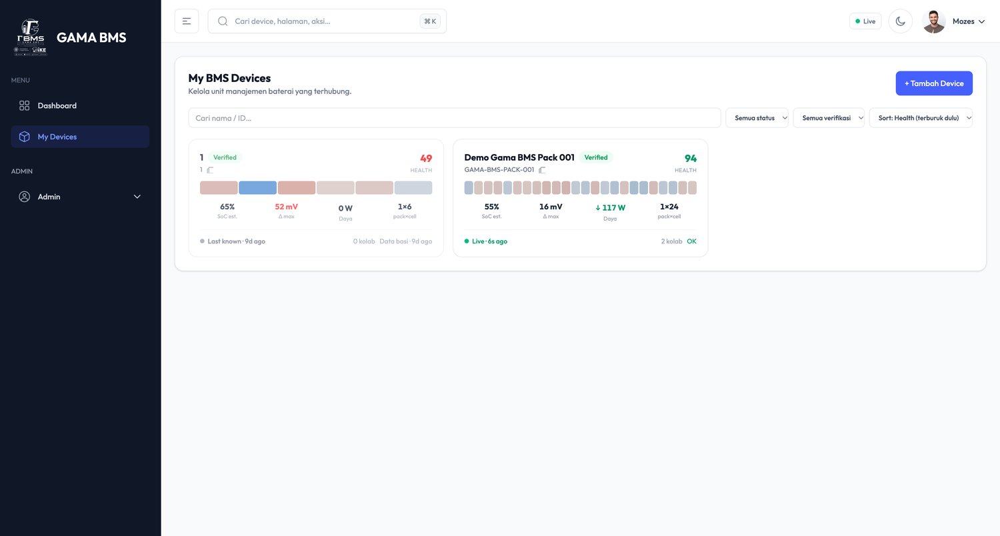 ΓBMS
GAMA BMS
GAMA BMS
MENU
Dashboard
My Devices
ADMIN
Admin
Cari device, halaman, aksi...
⌘ K
Live
Mozes
My BMS Devices
Kelola unit manajemen baterai yang terhubung.
+ Tambah Device
Cari nama / ID...
Semua status
Semua verifikasi
Sort: Health (terburuk dulu)
1 Verified
49
1
HEALTH
65%
52 mV
0 W
1×6
SoC est.
Δ max
Daya
pack×cell
Last known · 9d ago
0 kolab
Data basi · 9d ago
Demo Gama BMS Pack 001 Verified
94
GAMA-BMS-PACK-001
HEALTH
55%
16 mV
↓ 117 W
1×24
SoC est.
Δ max
Daya
pack×cell
Live · 6s ago
2 kolab
OK